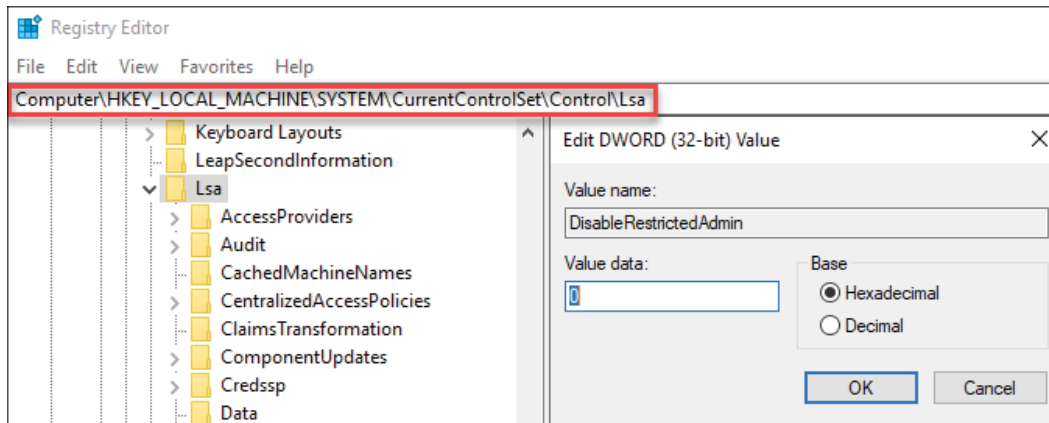 Registry Editor
File Edit View Favorites Help
Computer\HKEY_LOCAL_MACHINE\SYSTEM\CurrentControlSet\Control\Lsa
Keyboard Layouts
LeapSecondInformation
Lsa
AccessProviders
Audit
CachedMachineNames
CentralizedAccessPolicies
ClaimsTransformation
ComponentUpdates
Credssp
Data
Edit DWORD (32-bit) Value
Value name:
DisableRestrictedAdmin
Value data:
0
Base
Hexadecimal
Decimal
OK Cancel